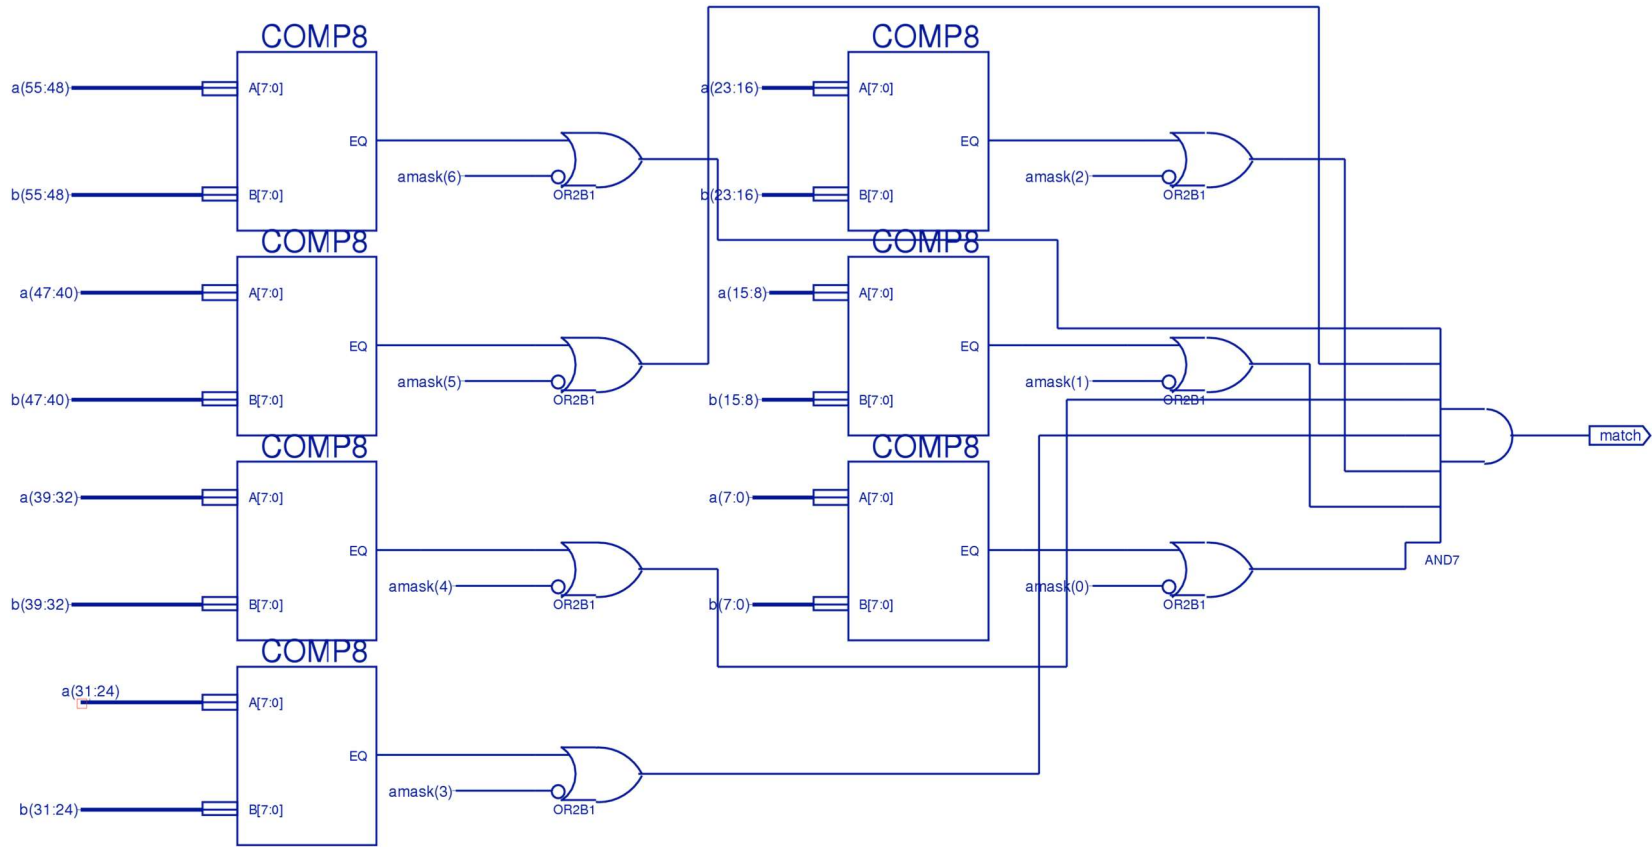 COMP8
a(55:48)
A[7:0]
EQ
amask(6)
OR2B1
b(55:48)
B[7:0]
COMP8
a(47:40)
A[7:0]
EQ
amask(5)
OR2B1
b(47:40)
B[7:0]
COMP8
a(39:32)
A[7:0]
EQ
amask(4)
OR2B1
b(39:32)
B[7:0]
COMP8
a(31:24)
A[7:0]
EQ
amask(3)
OR2B1
b(31:24)
B[7:0]
COMP8
a(23:16)
A[7:0]
EQ
amask(2)
OR2B1
b(23:16)
B[7:0]
COMP8
a(15:8)
A[7:0]
EQ
amask(1)
OR2B1
b(15:8)
B[7:0]
COMP8
a(7:0)
A[7:0]
EQ
amask(0)
OR2B1
b(7:0)
B[7:0]
AND7
match